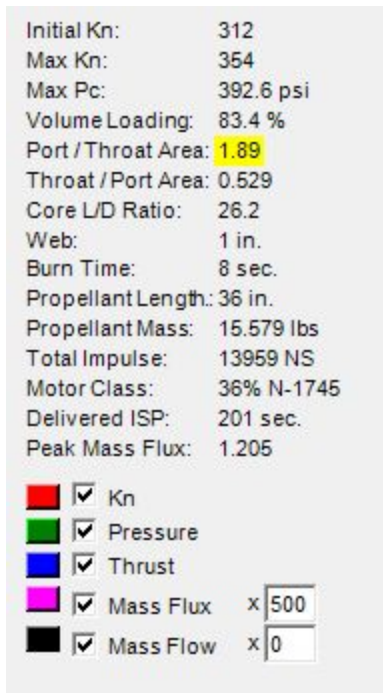 Initial Kn: 312
Max Kn: 354
Max Pc: 392.6 psi
Volume Loading: 83.4 %
Port / Throat Area: 1.89
Throat / Port Area: 0.529
Core L/D Ratio: 26.2
Web: 1 in.
Burn Time: 8 sec.
Propellant Length.: 36 in.
Propellant Mass: 15.579 lbs
Total Impulse: 13959 NS
Motor Class: 36% N-1745
Delivered ISP: 201 sec.
Peak Mass Flux: 1.205
Kn
Pressure
Thrust
Mass Flux x 500
Mass Flow x 0